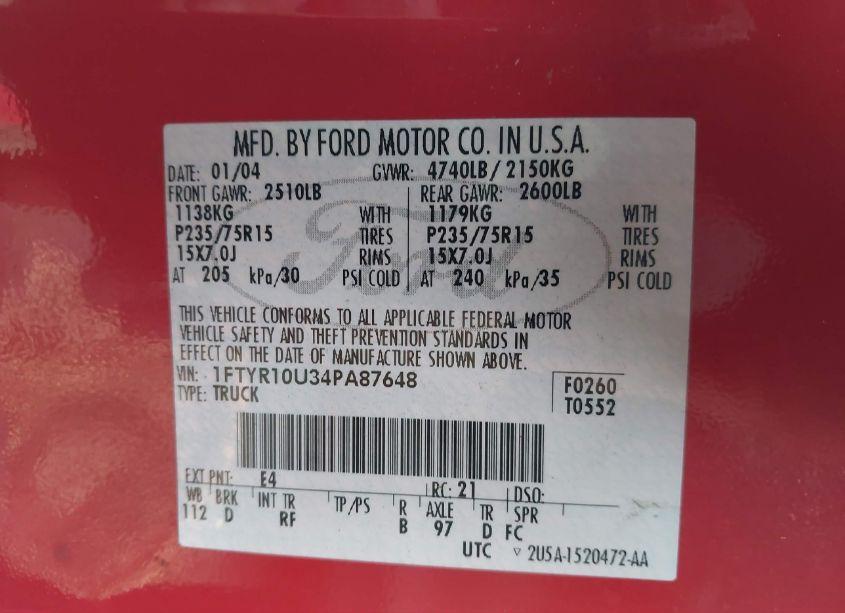 MFD. BY FORD MOTOR CO. IN U.S.A.
DATE: 01/04 GVWR: 4740LB/ 2150KG
FRONT GAWR: 2510LB REAR GAWR: 2600LB
1138KG WITH 1179KG WITH
P235/75R15 TIRES P235/75R15 TIRES
15X7.0J RIMS 15X7.0J RIMS
AT 205 kPa/30 PSI COLD AT 240 kPa/35 PSI COLD
Ford
THIS VEHICLE CONFORMS TO ALL APPLICABLE FEDERAL MOTOR
VEHICLE SAFETY AND THEFT PREVENTION STANDARDS IN
EFFECT ON THE DATE OF MANUFACTURE SHOWN ABOVE.
VIN: 1FTYR10U34PA87648 F0260
TYPE: TRUCK T0552
EXT PNT: E4 RC: 21 DSO:
WB BRK INT TR TP/PS R AXLE TR SPR
112 D RF B 97 D FC
UTC ▽ 2U5A-1520472-AA